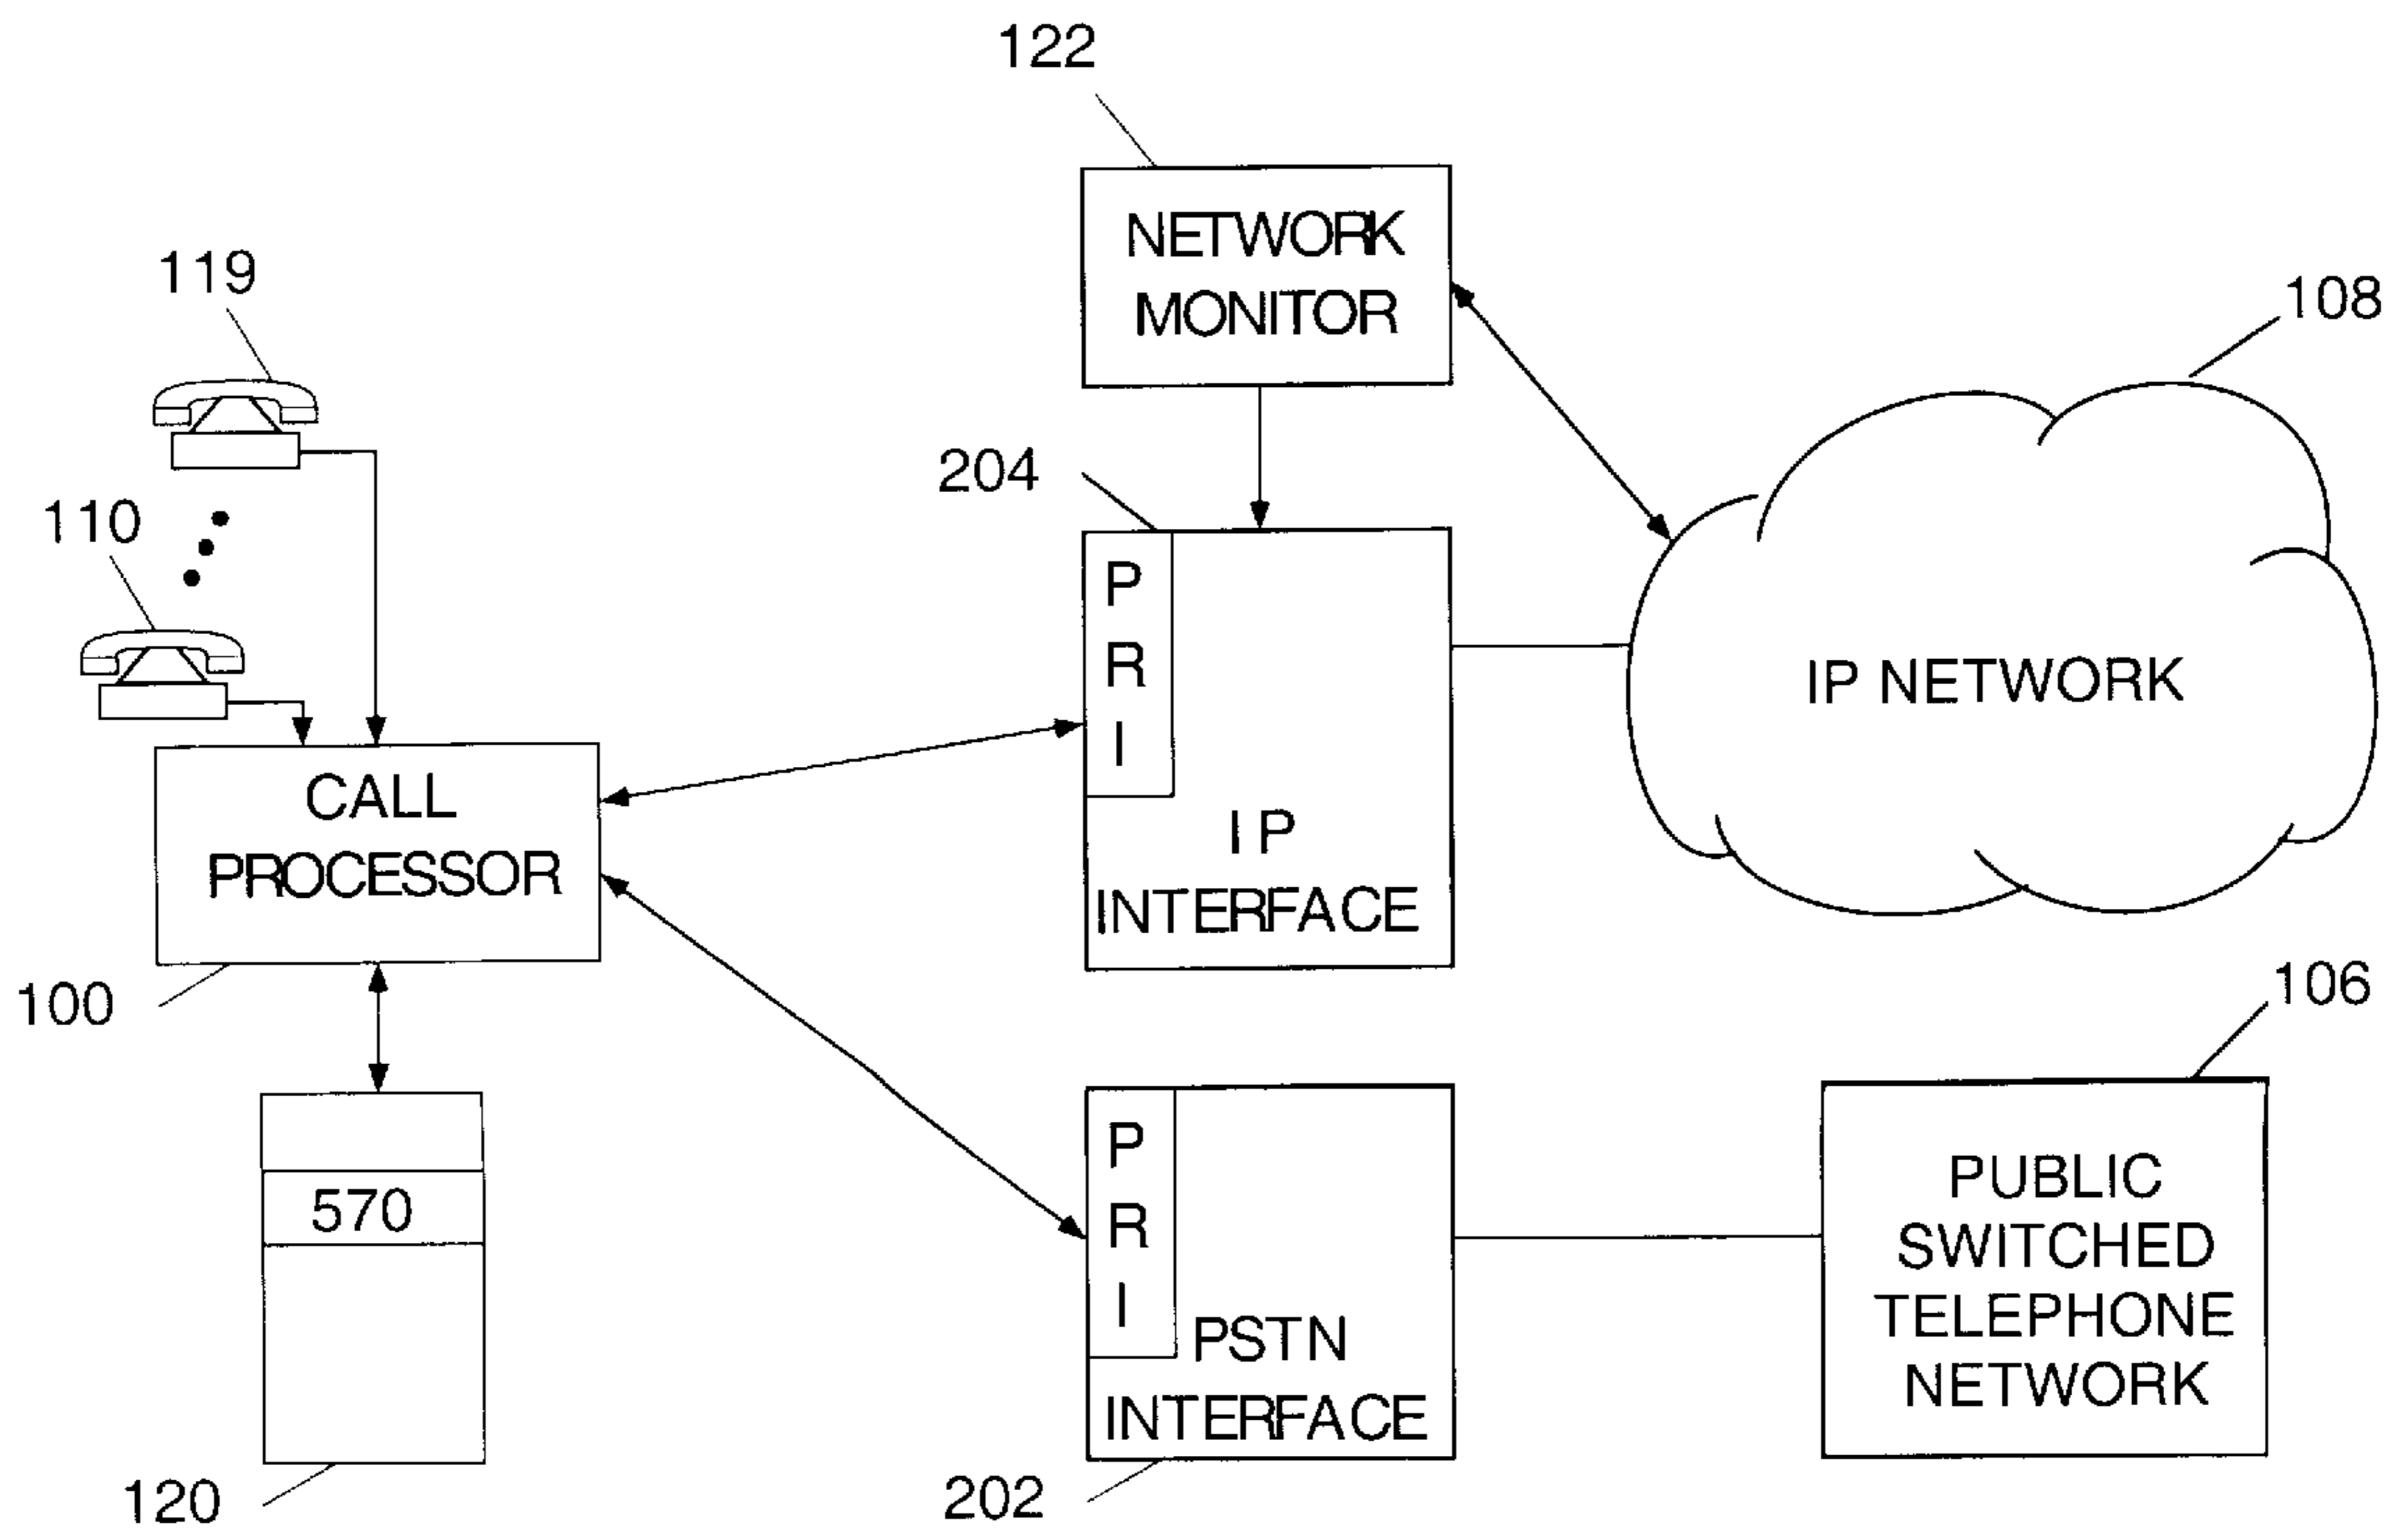 122
NETWORK
MONITOR
119
108
204
110
P
R
I
IP
INTERFACE
IP NETWORK
CALL
PROCESSOR
100
106
570
120
P
R
I
PSTN
INTERFACE
202
PUBLIC
SWITCHED
TELEPHONE
NETWORK